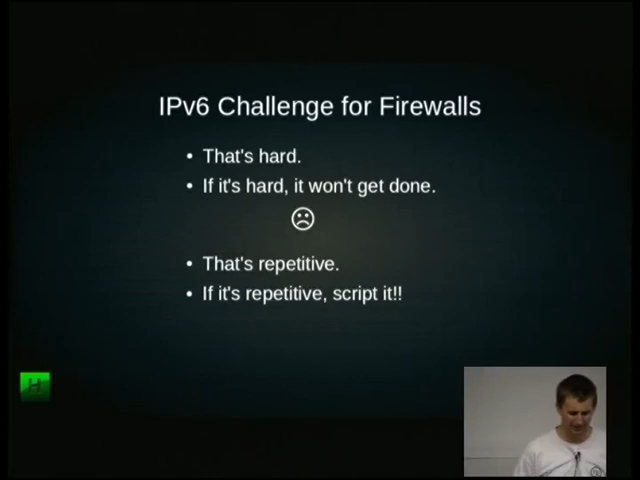 IPv6 Challenge for Firewalls
• That's hard.
• If it's hard, it won't get done.
☹
• That's repetitive.
• If it's repetitive, script it!!
H